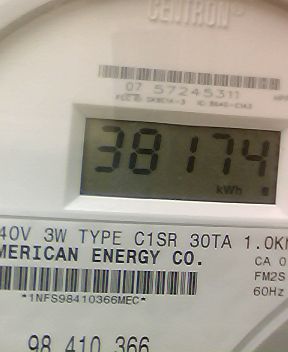 CENTRON®
07 57245311
38174
kWh
40V 3W TYPE C1SR 30TA 1.0K
MERICAN ENERGY CO.
CA 0
FM2S
60Hz
*1NFS98410366MEC*
98 410 366